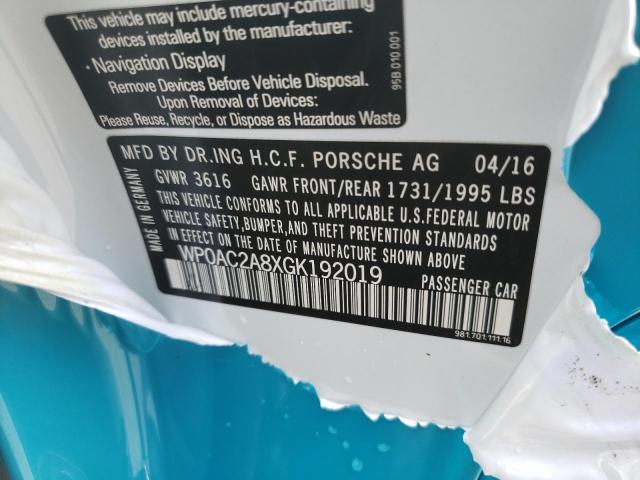 This vehicle may include mercury-containing
devices installed by the manufacturer:
· Navigation Display
Remove Devices Before Vehicle Disposal.
Upon Removal of Devices:
Please Reuse, Recycle, or Dispose as Hazardous Waste
95B.010.001
MFD BY DR.ING H.C.F. PORSCHE AG 04/16
GVWR 3616 GAWR FRONT/REAR 1731/1995 LBS
THIS VEHICLE CONFORMS TO ALL APPLICABLE U.S.FEDERAL MOTOR
VEHICLE SAFETY,BUMPER,AND THEFT PREVENTION STANDARDS
IN EFFECT ON THE DATE OF MANUFACTURE SHOWN ABOVE.
WP0AC2A8XGK192019 PASSENGER CAR
MADE IN GERMANY
981.701.111.16